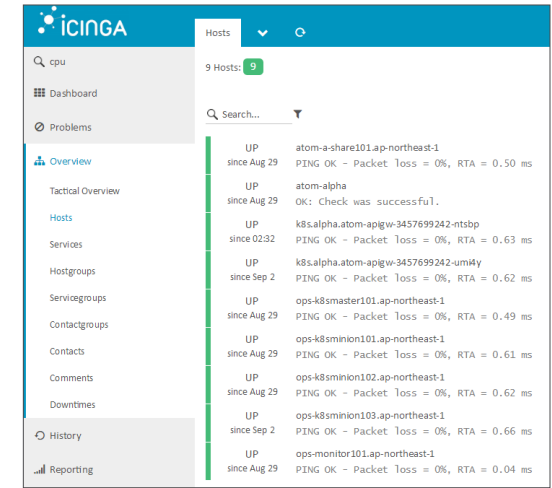 iCINGA
cpu
Dashboard
Problems
Overview
Tactical Overview
Hosts
Services
Hostgroups
Servicegroups
Contactgroups
Contacts
Comments
Downtimes
History
Reporting
Hosts
9 Hosts: 9
Search...
UP atom-a-share101.ap-northeast-1
since Aug 29 PING OK - Packet loss = 0%, RTA = 0.50 ms
UP atom-alpha
since Aug 29 OK: Check was successful.
UP k8s.alpha.atom-apigw-3457699242-ntsbp
since 02:32 PING OK - Packet loss = 0%, RTA = 0.63 ms
UP k8s.alpha.atom-apigw-3457699242-umi4y
since Sep 2 PING OK - Packet loss = 0%, RTA = 0.62 ms
UP ops-k8smaster101.ap-northeast-1
since Aug 29 PING OK - Packet loss = 0%, RTA = 0.49 ms
UP ops-k8sminion101.ap-northeast-1
since Aug 29 PING OK - Packet loss = 0%, RTA = 0.61 ms
UP ops-k8sminion102.ap-northeast-1
since Aug 29 PING OK - Packet loss = 0%, RTA = 0.62 ms
UP ops-k8sminion103.ap-northeast-1
since Sep 2 PING OK - Packet loss = 0%, RTA = 0.66 ms
UP ops-monitor101.ap-northeast-1
since Aug 29 PING OK - Packet loss = 0%, RTA = 0.04 ms